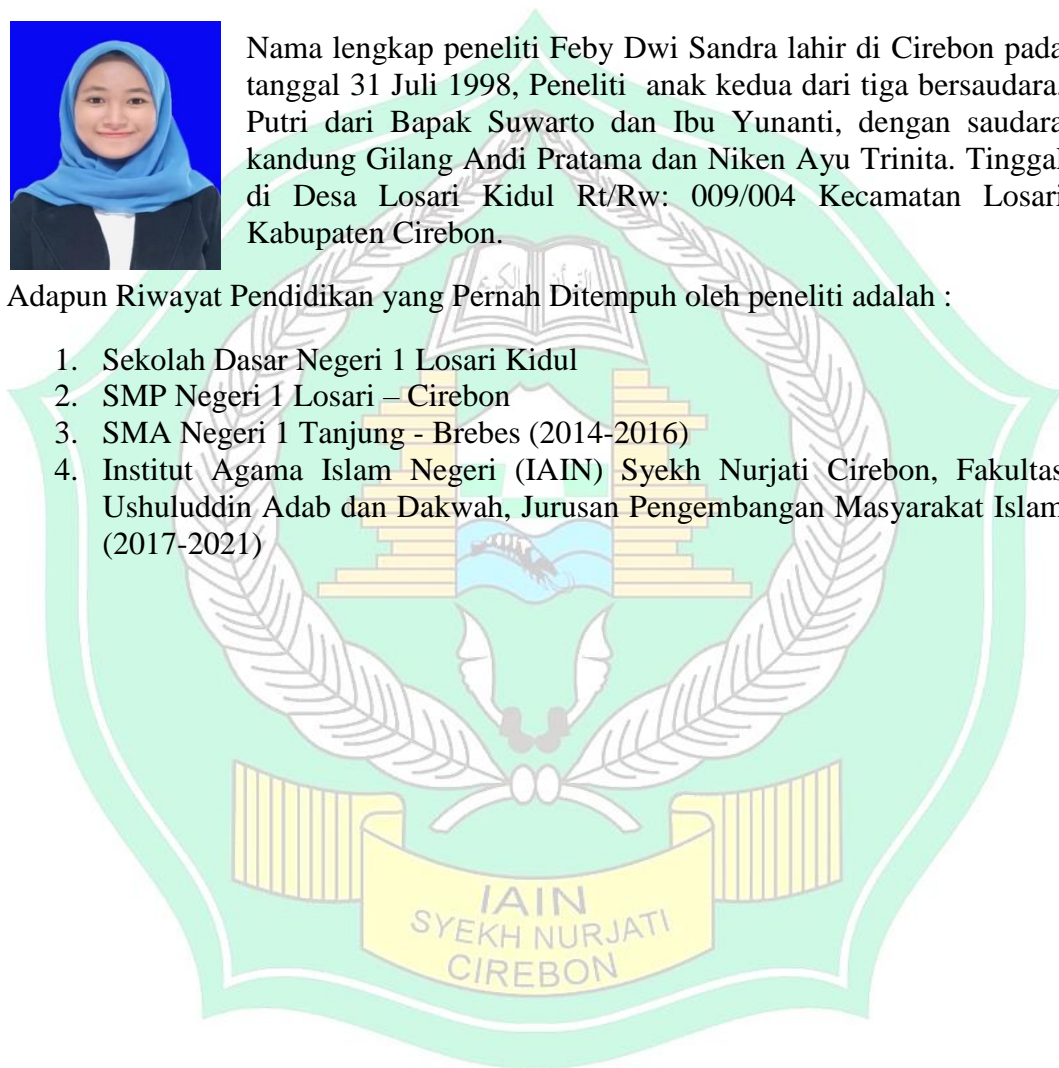 Nama lengkap peneliti Feby Dwi Sandra lahir di Cirebon pada
tanggal 31 Juli 1998, Peneliti anak kedua dari tiga bersaudara.
Putri dari Bapak Suwarto dan Ibu Yunanti, dengan saudara
kandung Gilang Andi Pratama dan Niken Ayu Trinita. Tinggal
di Desa Losari Kidul Rt/Rw: 009/004 Kecamatan Losari
Kabupaten Cirebon.
Adapun Riwayat Pendidikan yang Pernah Ditempuh oleh peneliti adalah :
1. Sekolah Dasar Negeri 1 Losari Kidul
2. SMP Negeri 1 Losari – Cirebon
3. SMA Negeri 1 Tanjung - Brebes (2014-2016)
4. Institut Agama Islam Negeri (IAIN) Syekh Nurjati Cirebon, Fakultas
Ushuluddin Adab dan Dakwah, Jurusan Pengembangan Masyarakat Islam
(2017-2021)
IAIN
SYEKH NURJATI
CIREBON